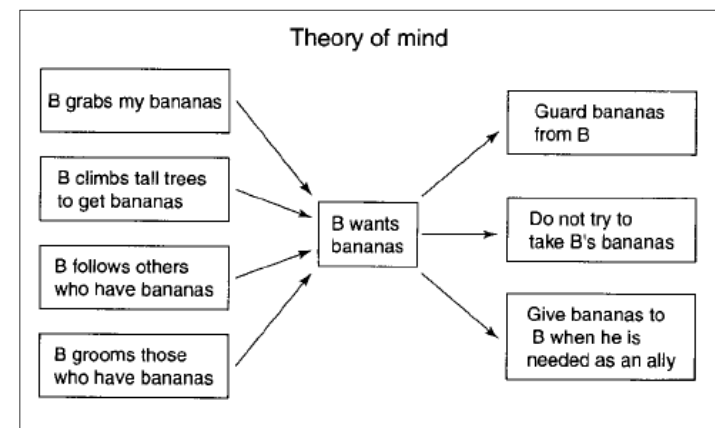 Theory of mind
B grabs my bananas
B climbs tall trees
to get bananas
B follows others
who have bananas
B grooms those
who have bananas
B wants
bananas
Guard bananas
from B
Do not try to
take B's bananas
Give bananas to
B when he is
needed as an ally